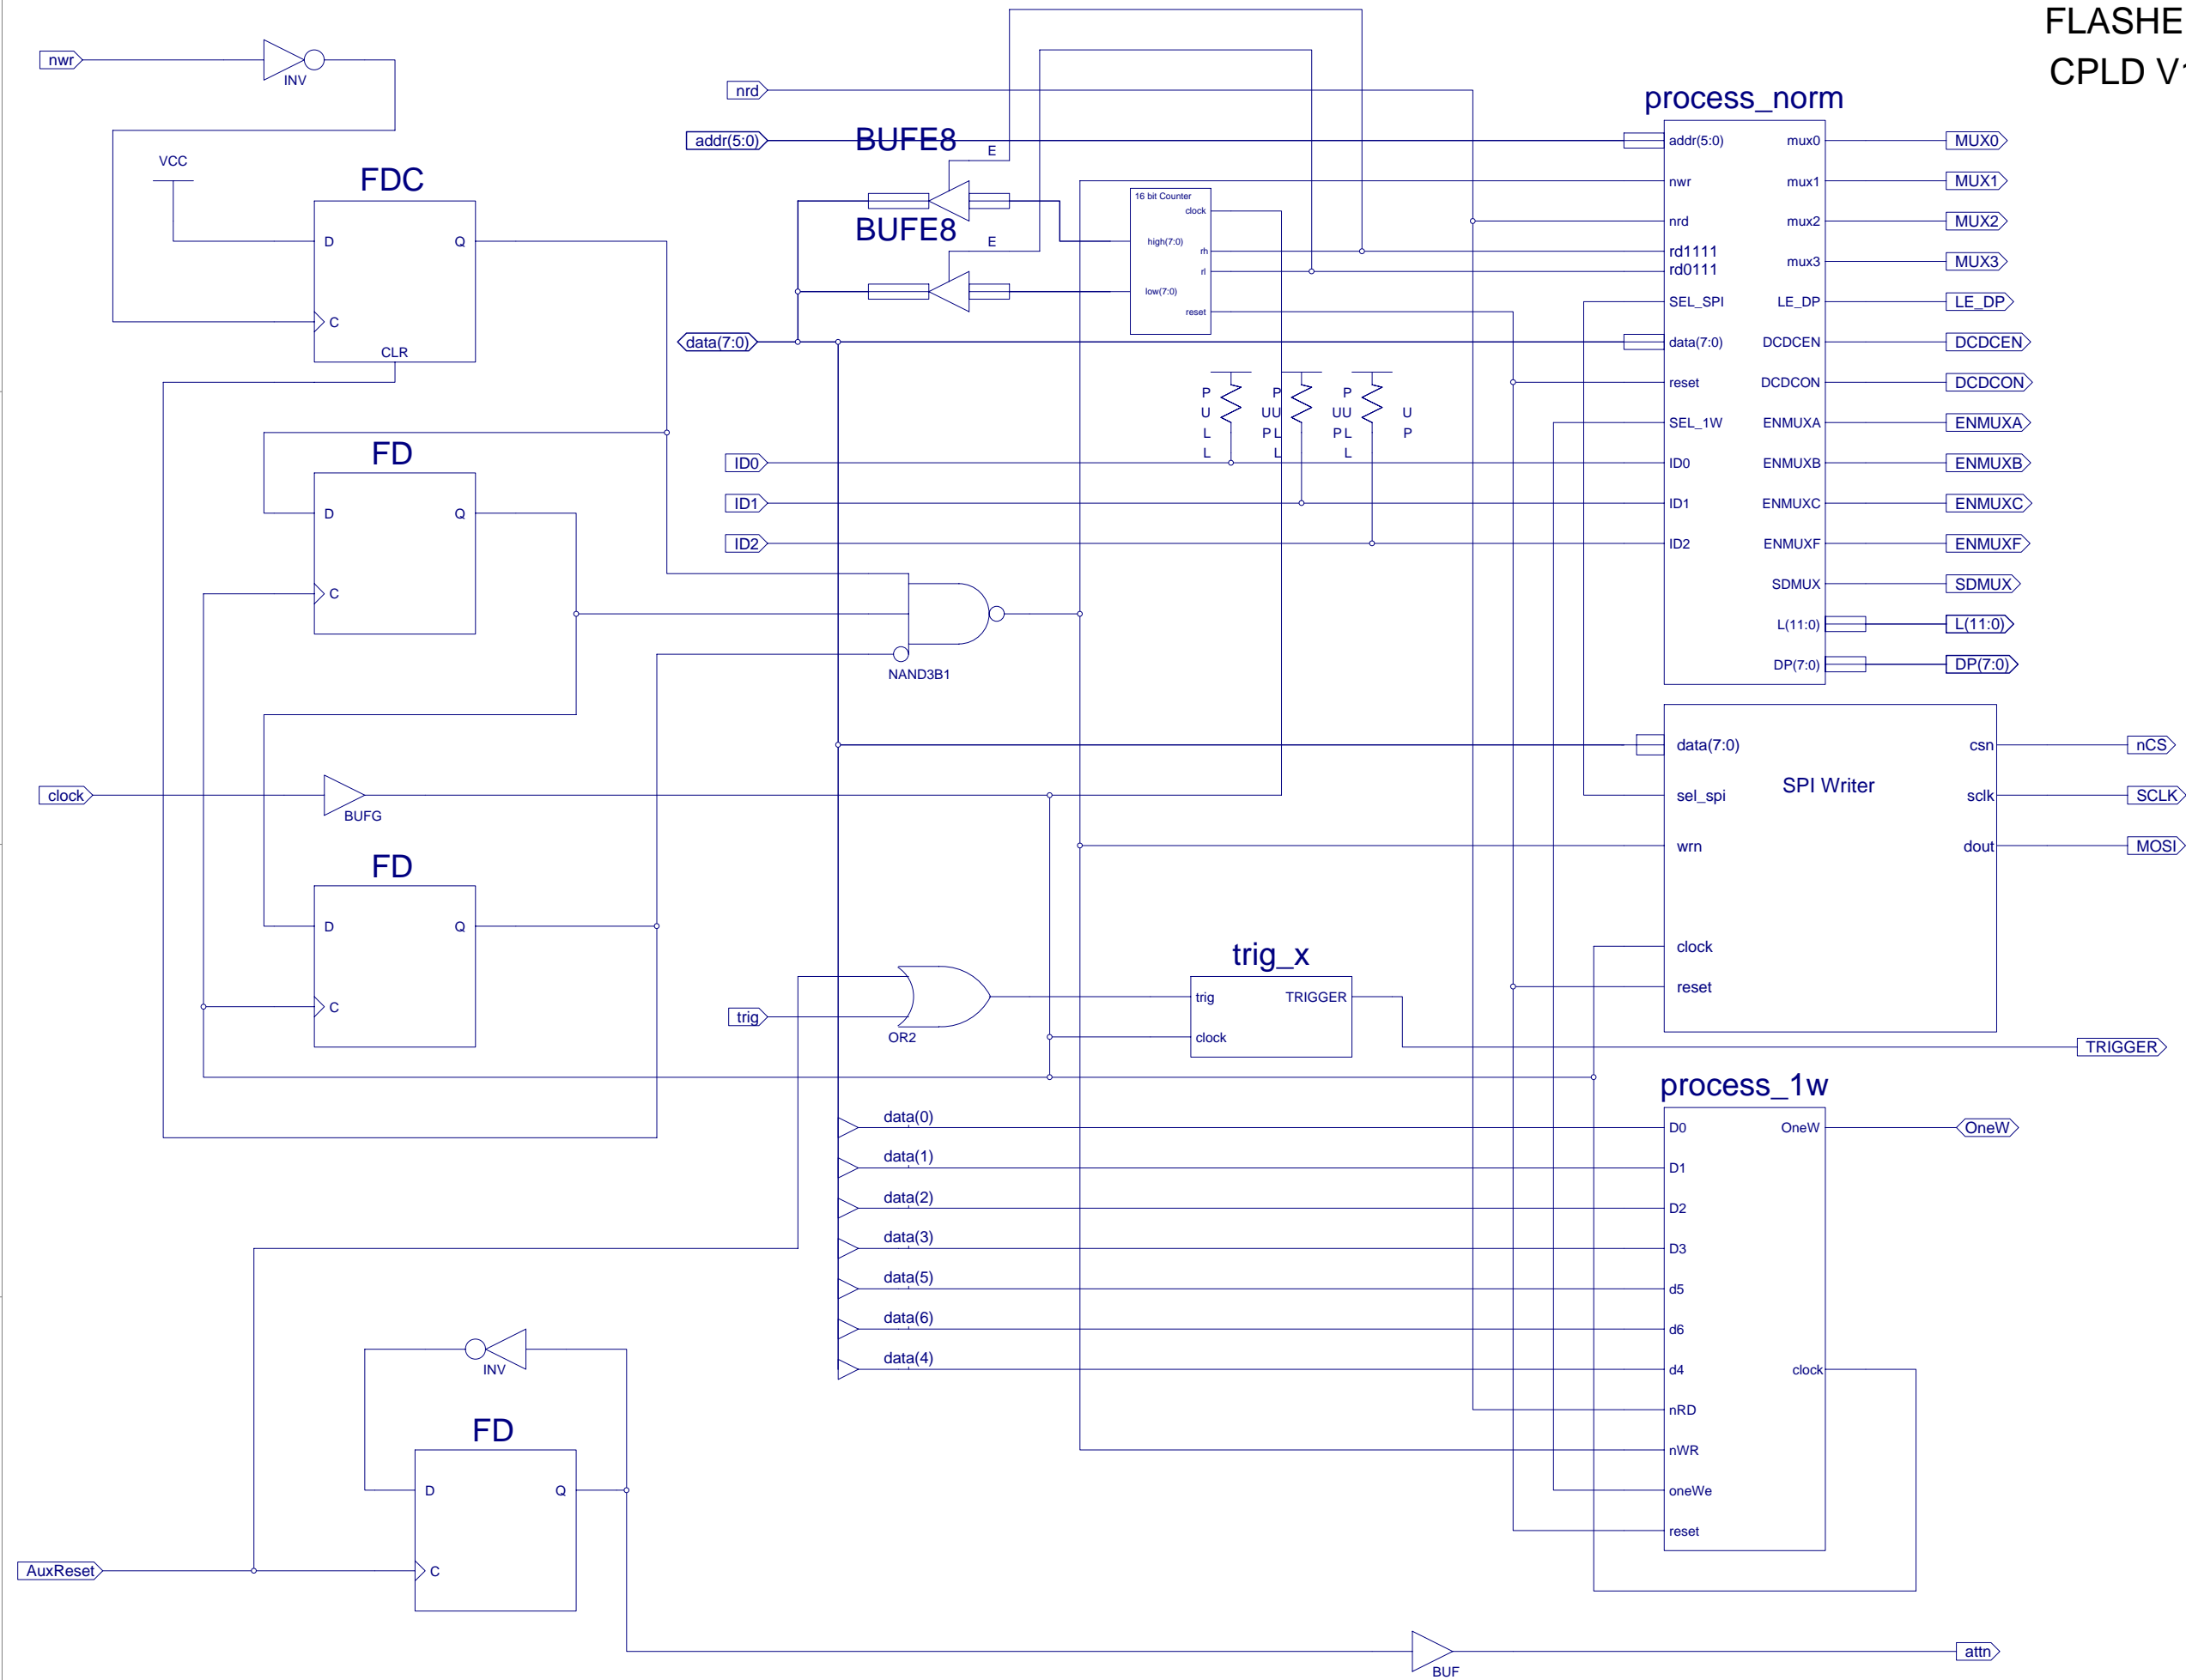 FLASHE
CPLD V1
nwr
INV
VCC
FDC
D
Q
C
CLR
FD
D
Q
C
clock
BUFG
FD
D
Q
C
INV
FD
D
Q
C
AuxReset
nrd
addr(5:0)
BUFE8
E
BUFE8
E
16 bit Counter
clock
high(7:0)
rh
rl
low(7:0)
reset
data(7:0)
P P P
U UU UU U
L PL PL P
L L L
ID0
ID1
ID2
NAND3B1
trig
OR2
trig_x
trig
TRIGGER
clock
data(0)
data(1)
data(2)
data(3)
data(5)
data(6)
data(4)
process_norm
addr(5:0) mux0
nwr mux1
nrd mux2
rd1111
rd0111 mux3
SEL_SPI LE_DP
data(7:0) DCDCEN
reset DCDCON
SEL_1W ENMUXA
ID0 ENMUXB
ID1 ENMUXC
ID2 ENMUXF
SDMUX
L(11:0)
DP(7:0)
MUX0
MUX1
MUX2
MUX3
LE_DP
DCDCEN
DCDCON
ENMUXA
ENMUXB
ENMUXC
ENMUXF
SDMUX
L(11:0)
DP(7:0)
data(7:0) csn
SPI Writer
sel_spi sclk
wrn dout
clock
reset
nCS
SCLK
MOSI
TRIGGER
process_1w
D0 OneW
D1
D2
D3
d5
d6
d4 clock
nRD
nWR
oneWe
reset
OneW
BUF
attn